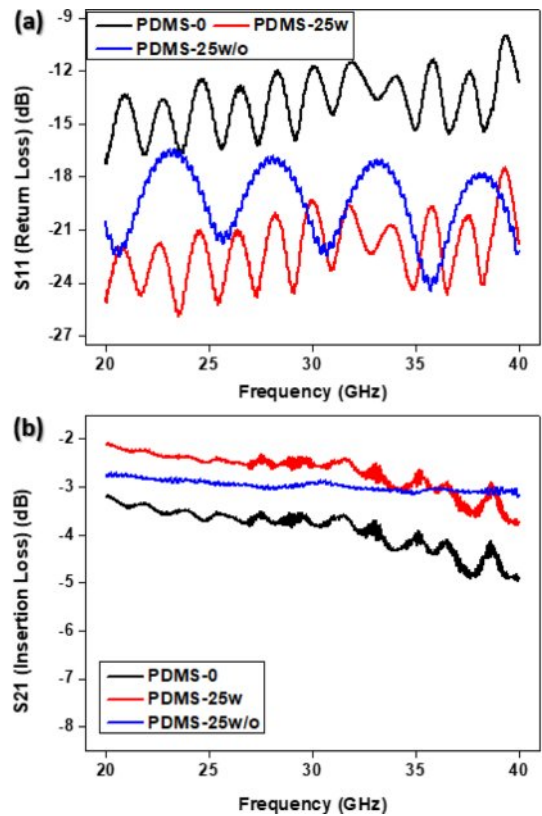 (a)
PDMS-0 PDMS-25w
PDMS-25w/o
-9
-12
-15
-18
-21
-24
-27
S11 (Return Loss) (dB)
20 25 30 35 40
Frequency (GHz)
(b)
-2
-3
-4
-5
-6
-7
-8
S21 (Insertion Loss) (dB)
PDMS-0
PDMS-25w
PDMS-25w/o
20 25 30 35 40
Frequency (GHz)